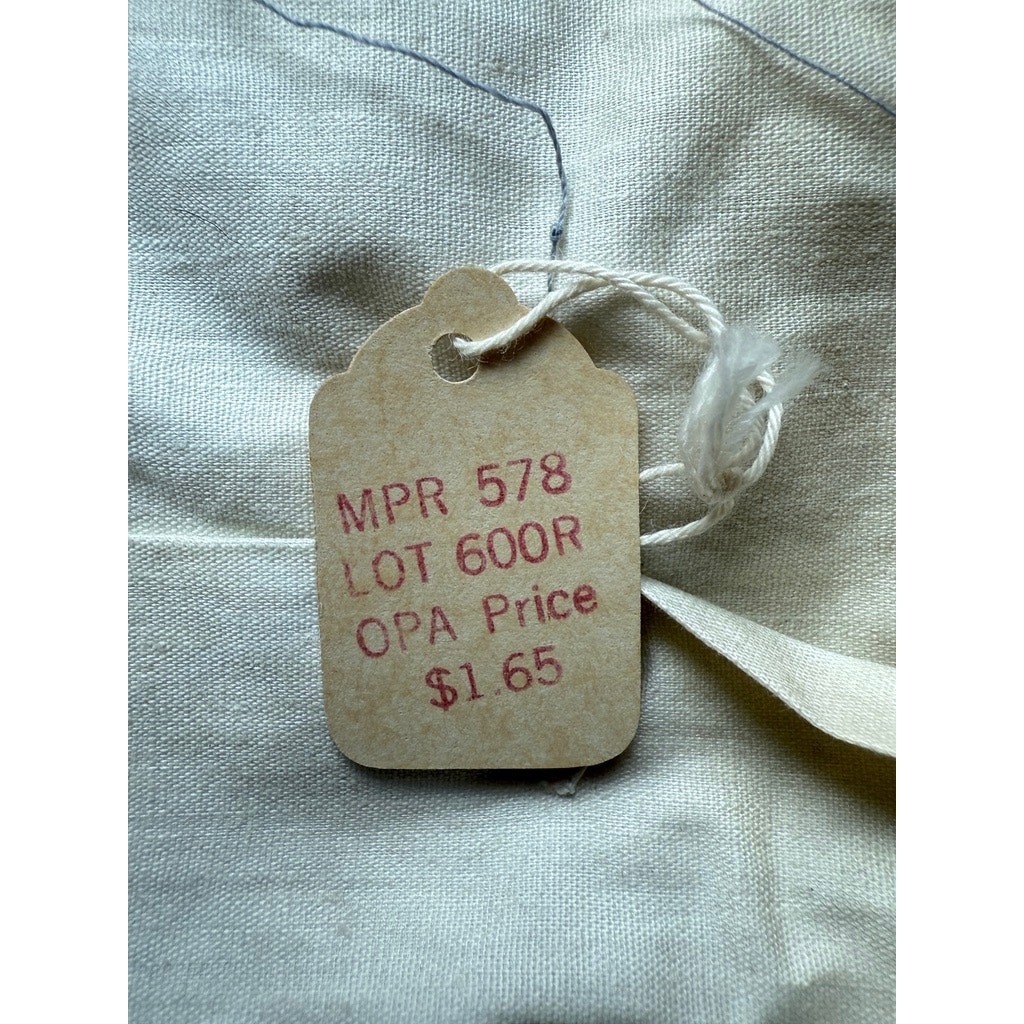 MPR 578
LOT 600R
OPA Price
$1.65